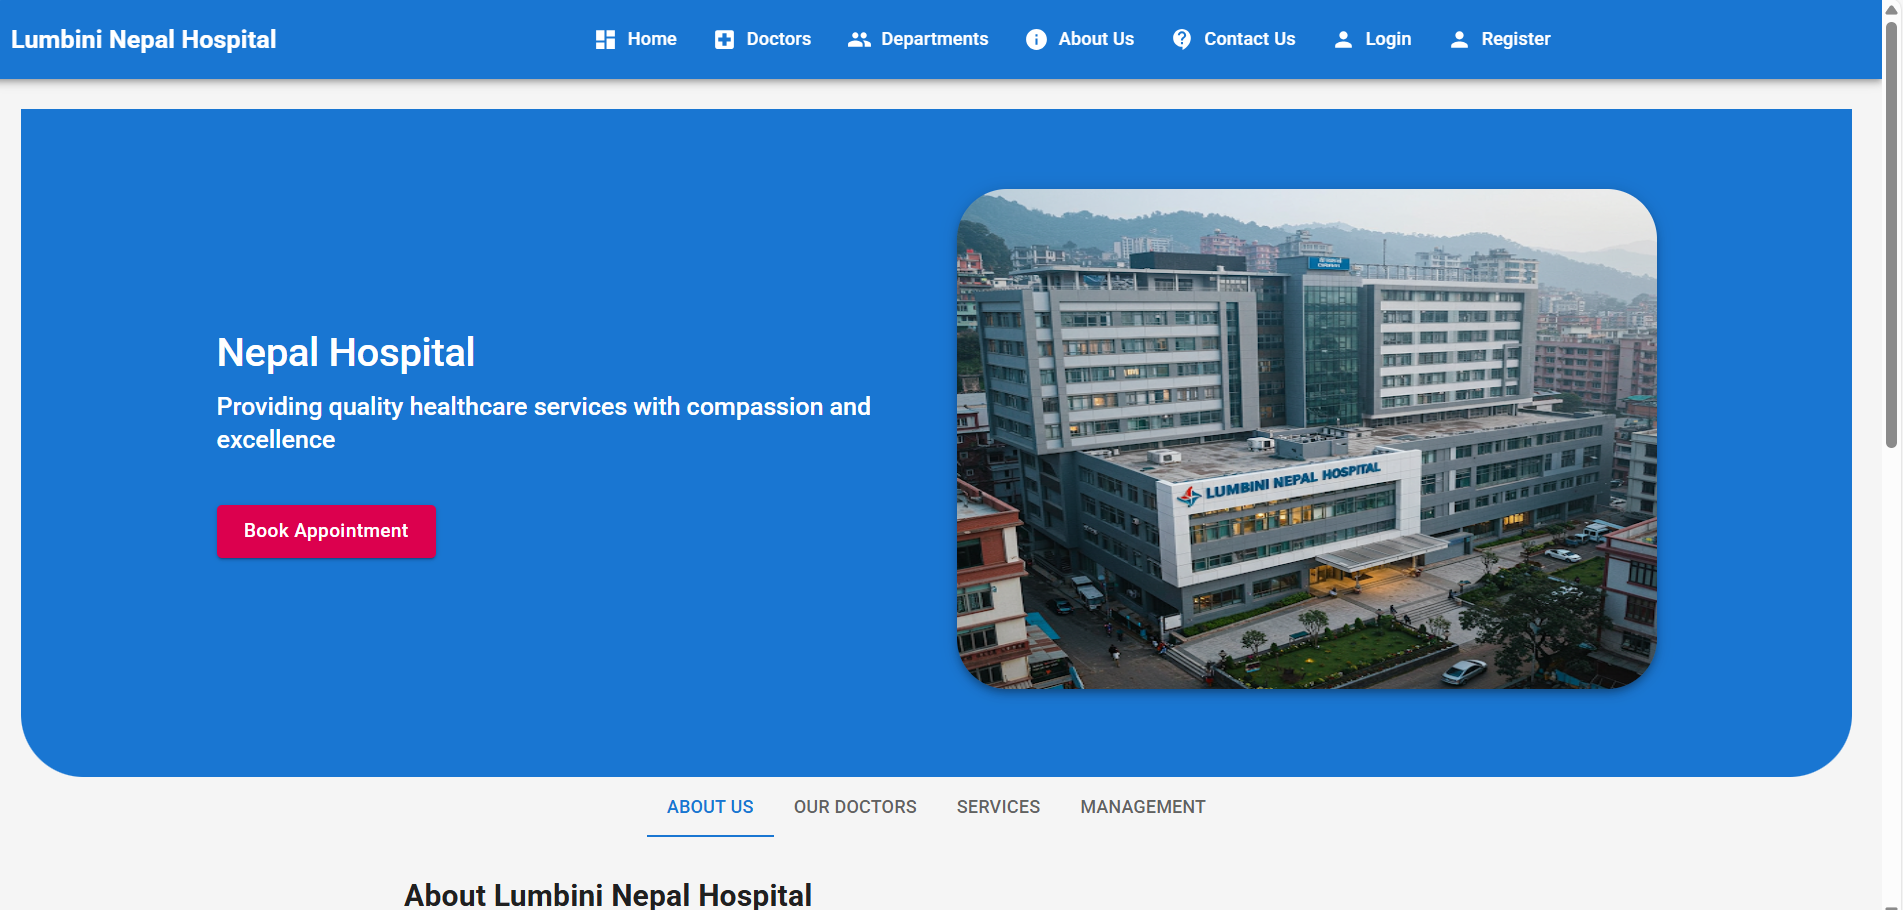 Lumbini Nepal Hospital
Home
Doctors
Departments
About Us
Contact Us
Login
Register
Nepal Hospital
Providing quality healthcare services with compassion and
excellence
Book Appointment
LUMBINI NEPAL HOSPITAL
ABOUT US
OUR DOCTORS
SERVICES
MANAGEMENT
About Lumbini Nepal Hospital